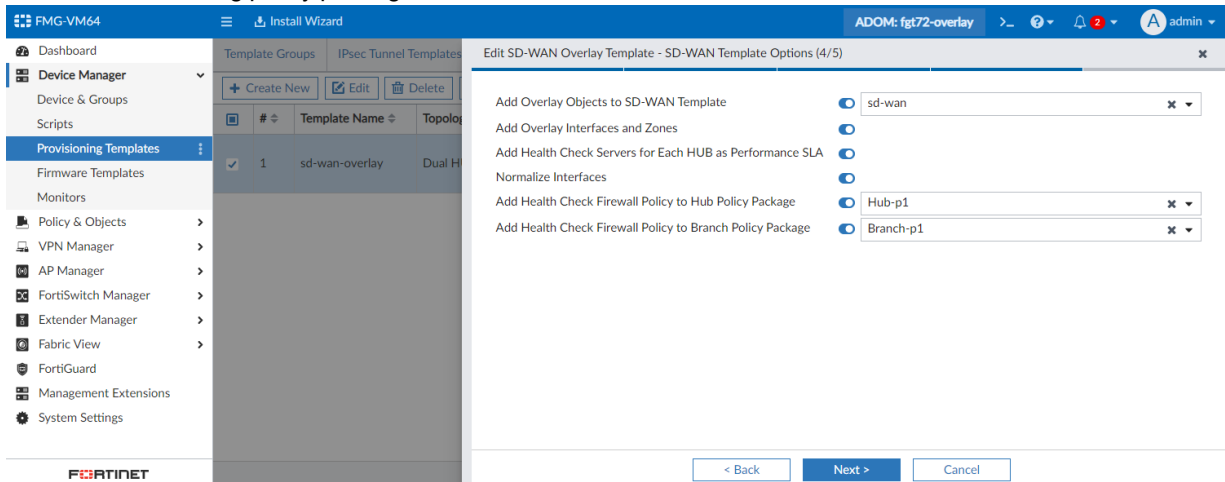 FMG-VM64
Install Wizard
ADOM: fgt72-overlay
>_
2
A
admin
Dashboard
Device Manager
Device & Groups
Scripts
Provisioning Templates
Firmware Templates
Monitors
Policy & Objects
VPN Manager
AP Manager
FortiSwitch Manager
Extender Manager
Fabric View
FortiGuard
Management Extensions
System Settings
FORTINET
Template Groups IPsec Tunnel Templates
+ Create New Edit Delete
# Template Name
1 sd-wan-overlay
Edit SD-WAN Overlay Template - SD-WAN Template Options (4/5)
Add Overlay Objects to SD-WAN Template sd-wan
Add Overlay Interfaces and Zones
Add Health Check Servers for Each HUB as Performance SLA
Normalize Interfaces
Add Health Check Firewall Policy to Hub Policy Package Hub-p1
Add Health Check Firewall Policy to Branch Policy Package Branch-p1
< Back Next > Cancel